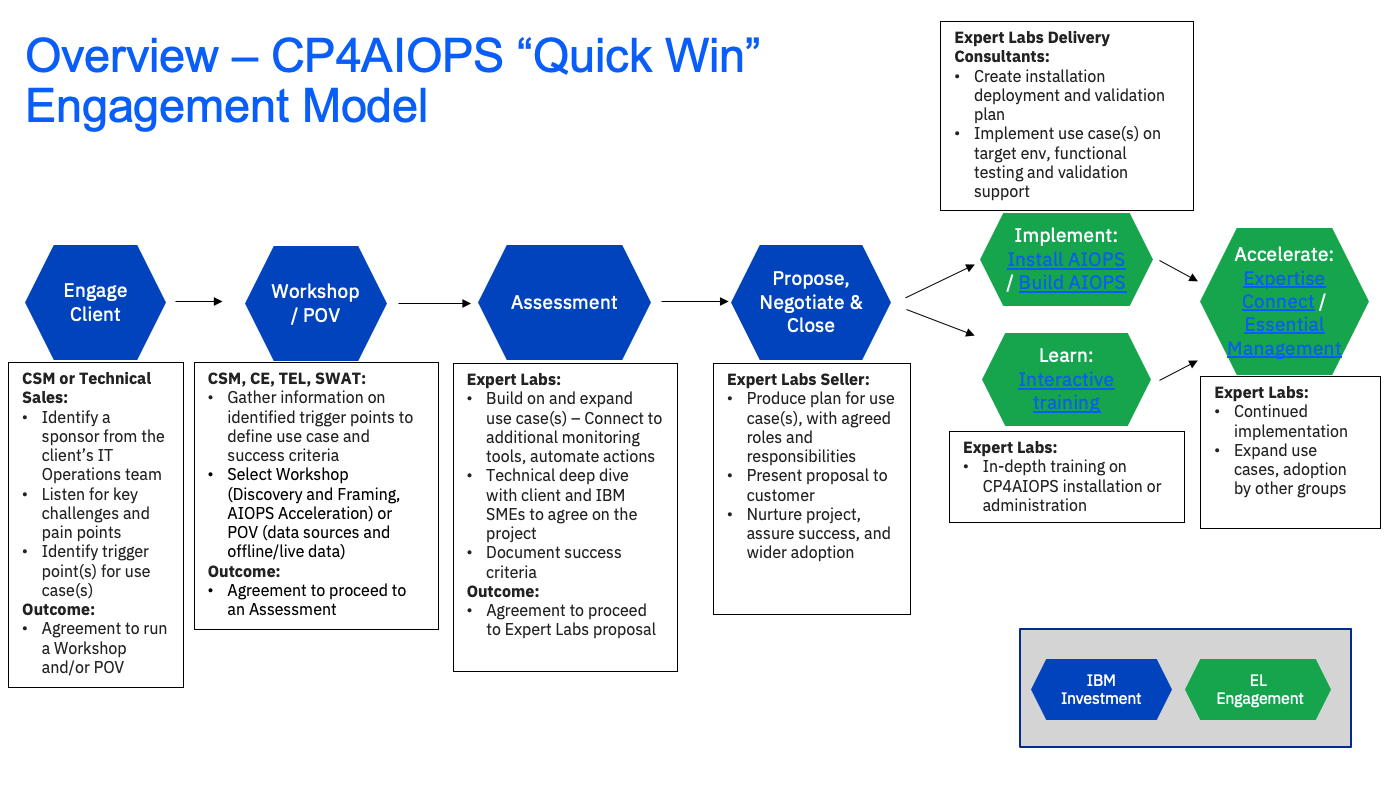 Overview – CP4AIOPS “Quick Win”
Engagement Model
Engage
Client
CSM or Technical
Sales:
• Identify a
sponsor from the
client’s IT
Operations team
• Listen for key
challenges and
pain points
• Identify trigger
point(s) for use
case(s)
Outcome:
• Agreement to run
a Workshop
and/or POV
Workshop
/ POV
CSM, CE, TEL, SWAT:
• Gather information on
identified trigger points to
define use case and
success criteria
• Select Workshop
(Discovery and Framing,
AIOPS Acceleration) or
POV (data sources and
offline/live data)
Outcome:
• Agreement to proceed to
an Assessment
Assessment
Expert Labs:
• Build on and expand
use case(s) – Connect to
additional monitoring
tools, automate actions
• Technical deep dive
with client and IBM
SMEs to agree on the
project
• Document success
criteria
Outcome:
• Agreement to proceed
to Expert Labs proposal
Propose,
Negotiate &
Close
Expert Labs Seller:
• Produce plan for use
case(s), with agreed
roles and
responsibilities
• Present proposal to
customer
• Nurture project,
assure success, and
wider adoption
Expert Labs Delivery
Consultants:
• Create installation
deployment and validation
plan
• Implement use case(s) on
target env, functional
testing and validation
support
Implement:
Install AIOPS
/ Build AIOPS
Learn:
Interactive
training
Expert Labs:
• In-depth training on
CP4AIOPS installation or
administration
Accelerate:
Expertise
Connect /
Essential
Management
Expert Labs:
• Continued
implementation
• Expand use
cases, adoption
by other groups
IBM
Investment
EL
Engagement